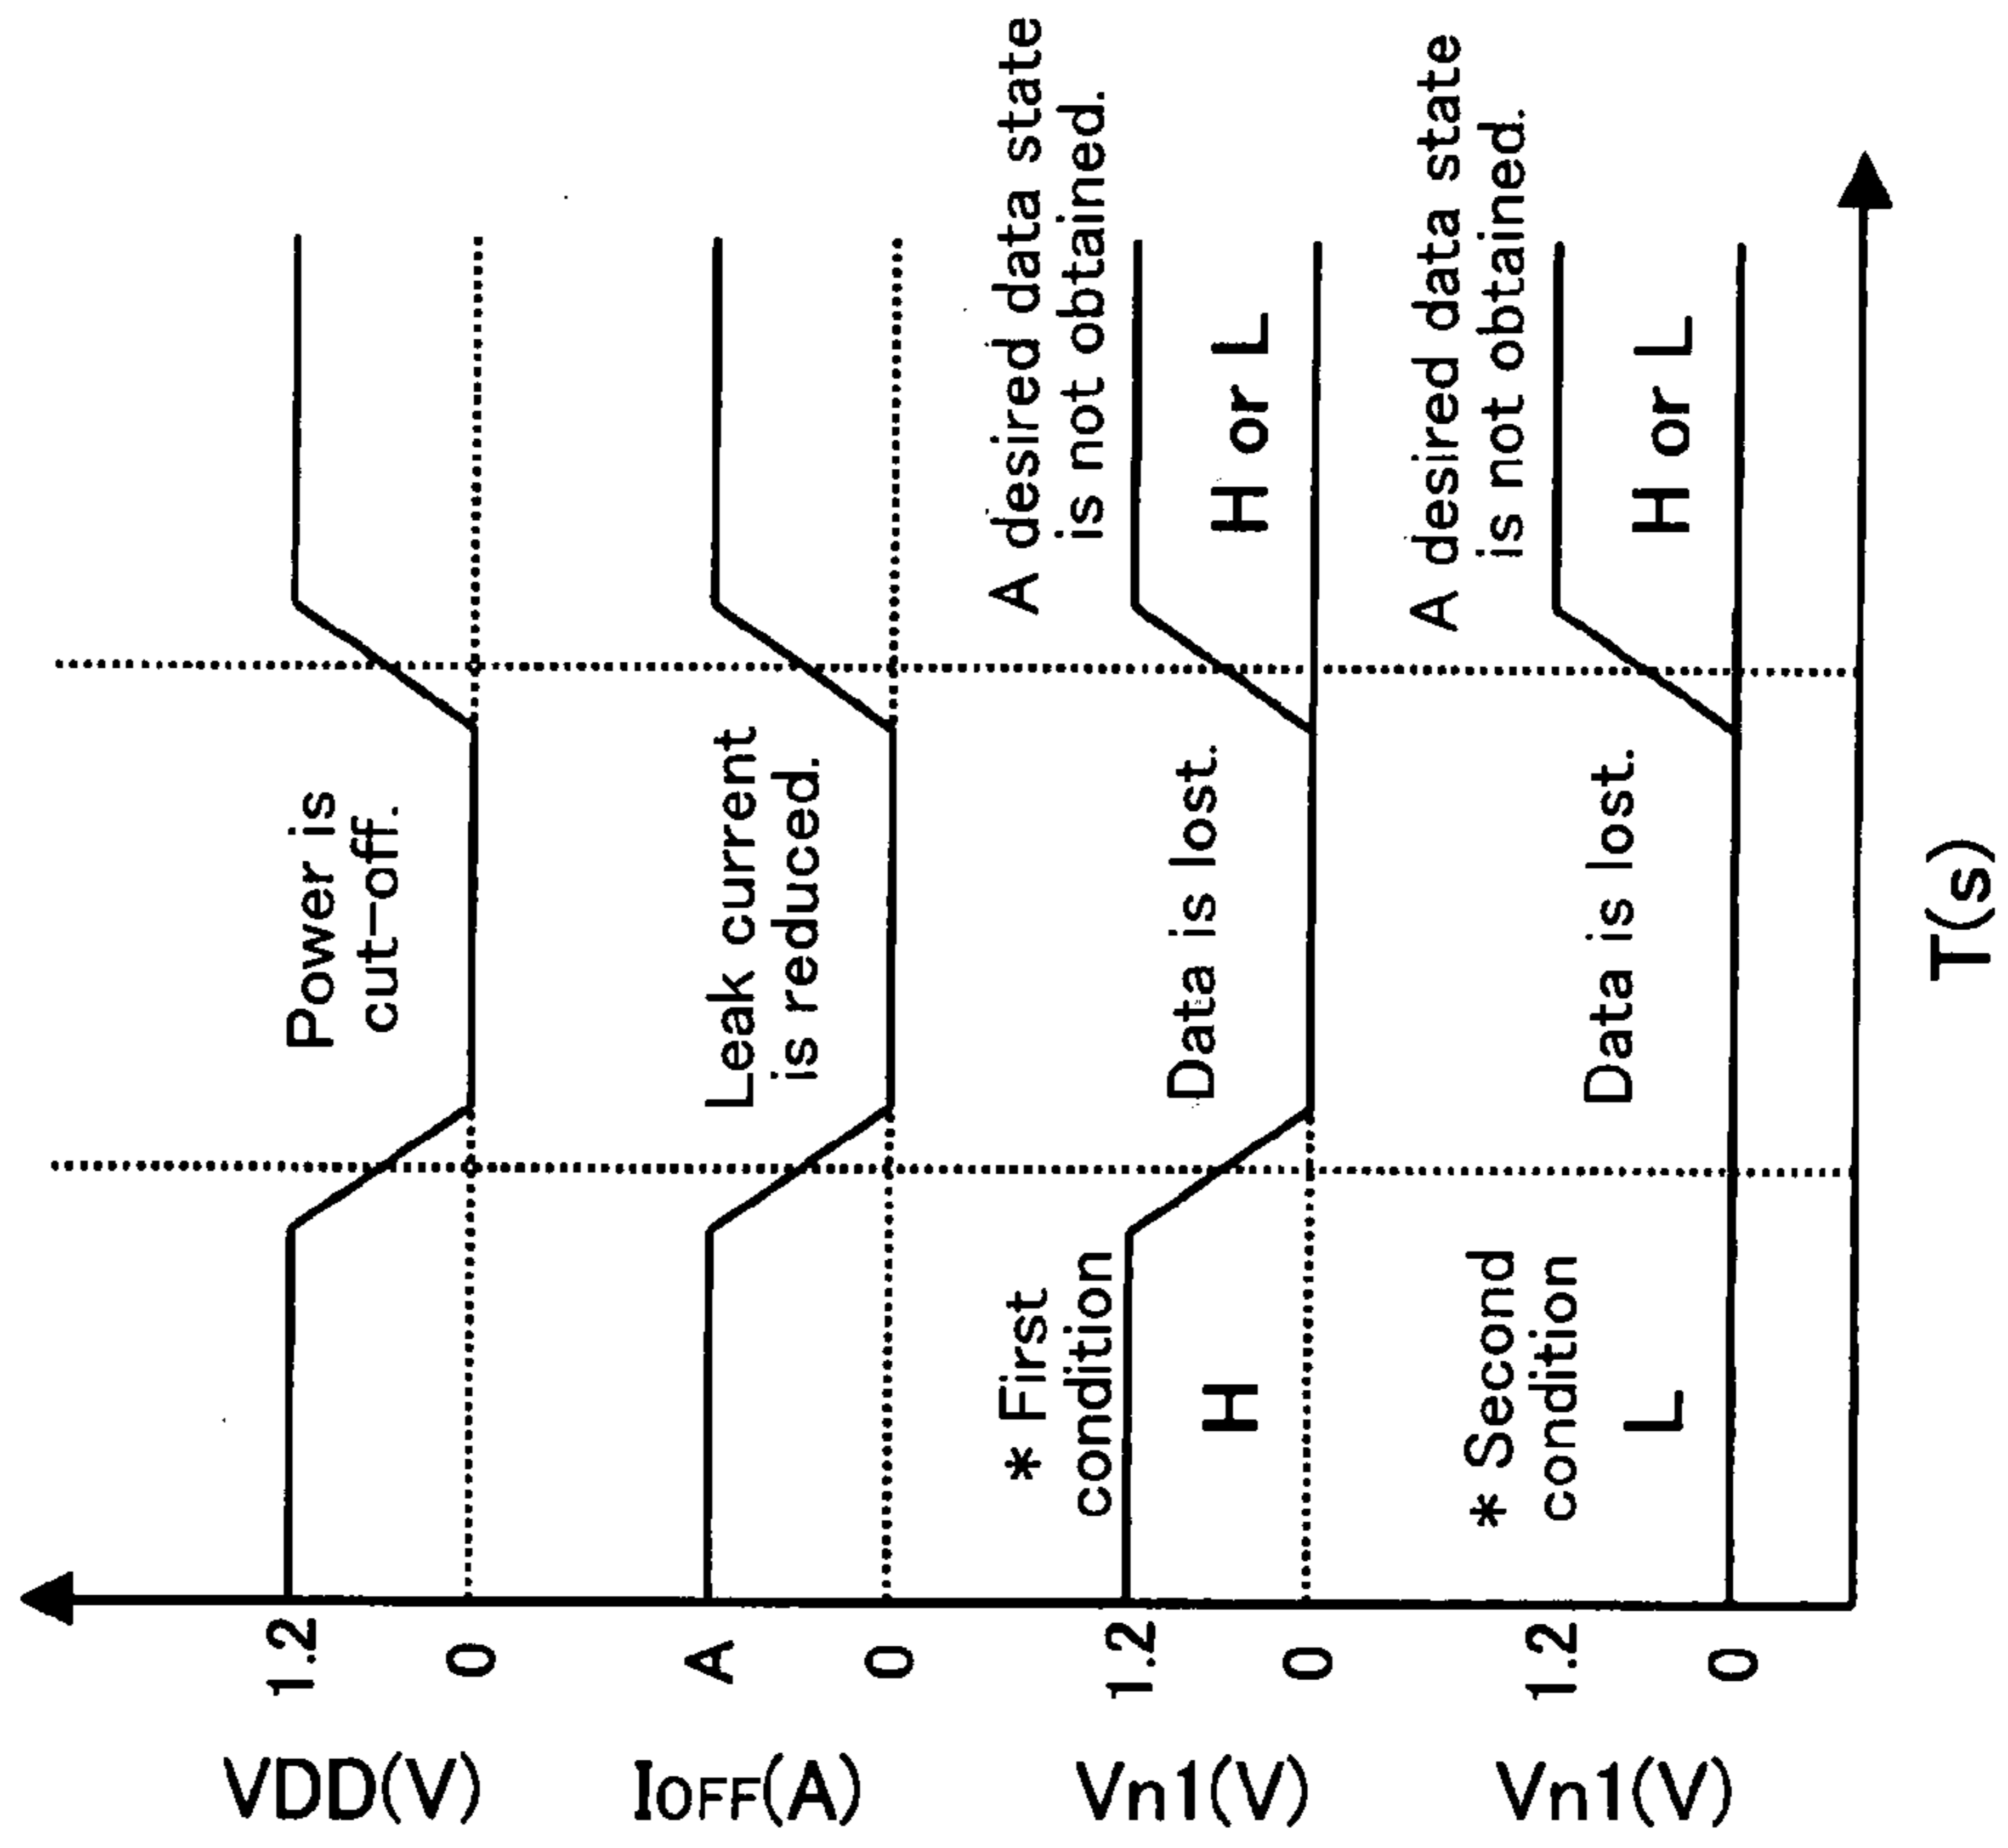 VDD(V)
1.2
0
Power is
cut-off.
IOFF(A)
A
0
Leak current
is reduced.
Vn1(V)
1.2
0
* First
condition
H
Data is lost.
A desired data state
is not obtained.
H or L
Vn1(V)
1.2
0
* Second
condition
L
Data is lost.
A desired data state
is not obtained.
H or L
T(s)